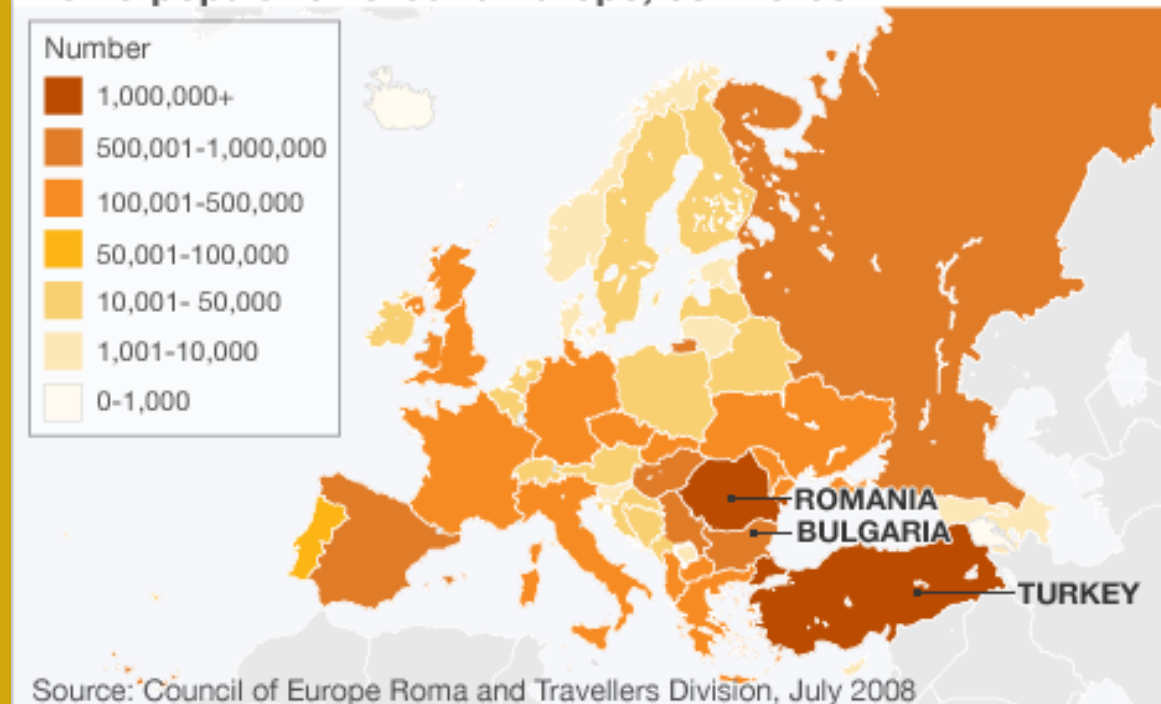 Number
1,000,000+
500,001-1,000,000
100,001-500,000
50,001-100,000
10,001- 50,000
1,001-10,000
0-1,000
ROMANIA
BULGARIA
TURKEY
Source: Council of Europe Roma and Travellers Division, July 2008